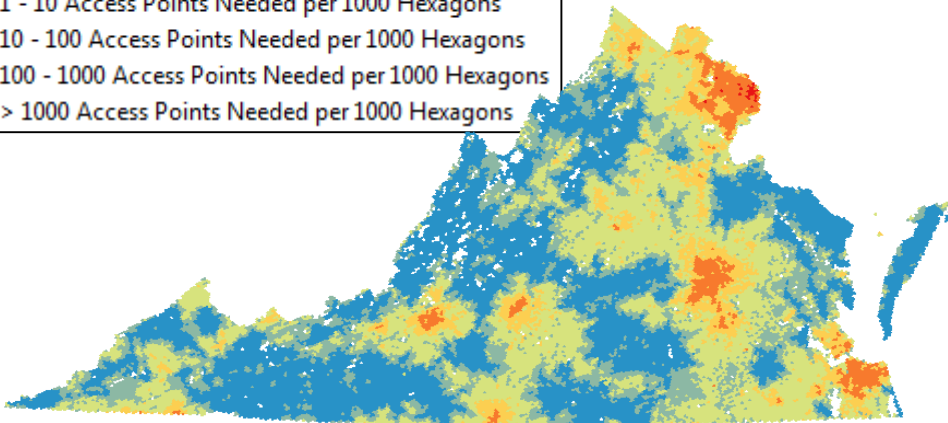 1 - 10 Access Points Needed per 1000 Hexagons
10 - 100 Access Points Needed per 1000 Hexagons
100 - 1000 Access Points Needed per 1000 Hexagons
> 1000 Access Points Needed per 1000 Hexagons